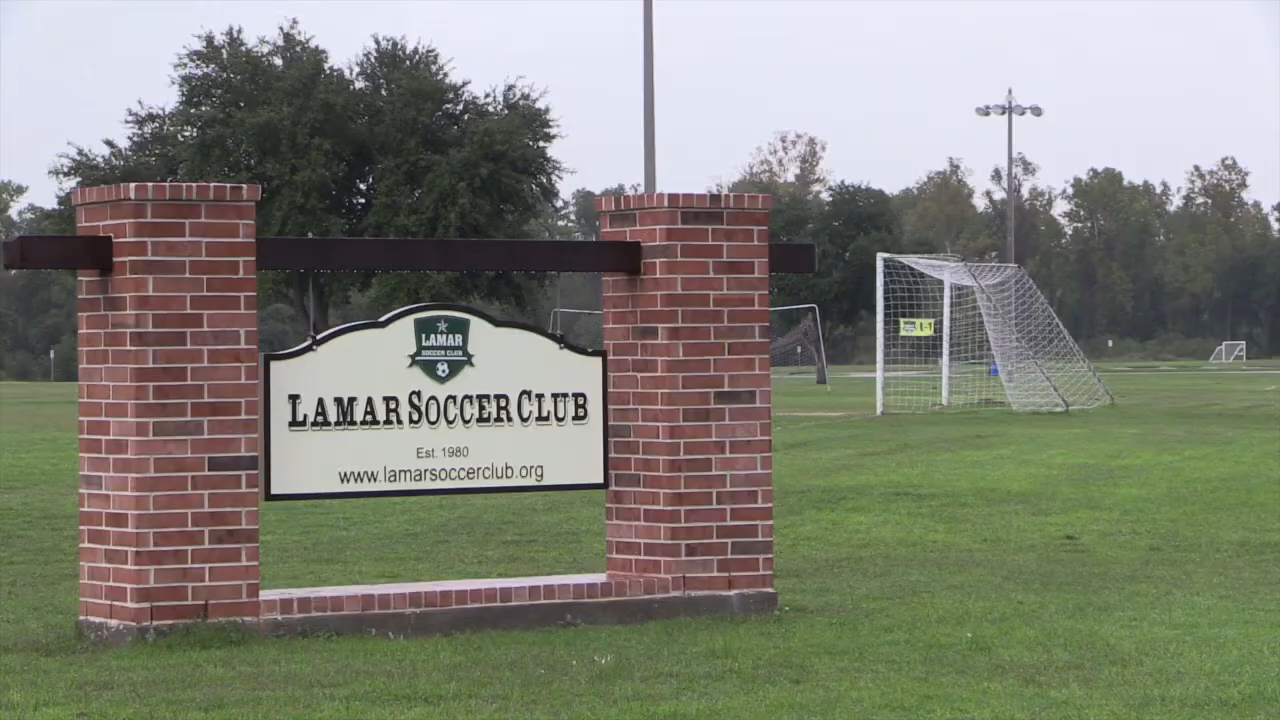 LAMAR
SOCCER CLUB
LAMAR SOCCER CLUB
Est. 1980
www.lamarsoccerclub.org